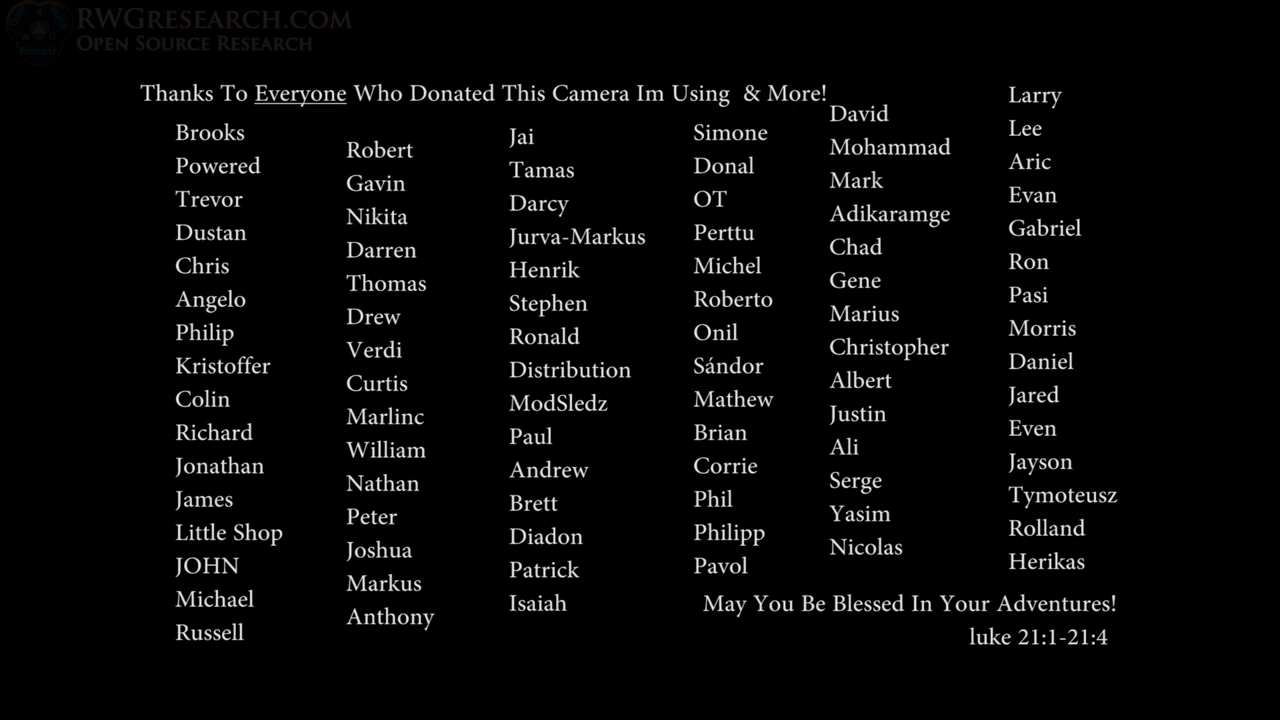 RWGRESEARCH.COM
OPEN SOURCE RESEARCH
Thanks To Everyone Who Donated This Camera Im Using & More!
Brooks
Powered
Trevor
Dustan
Chris
Angelo
Philip
Kristoffer
Colin
Richard
Jonathan
James
Little Shop
JOHN
Michael
Russell
Robert
Gavin
Nikita
Darren
Thomas
Drew
Verdi
Curtis
Marlinc
William
Nathan
Peter
Joshua
Markus
Anthony
Jai
Tamas
Darcy
Jurva-Markus
Henrik
Stephen
Ronald
Distribution
ModSledz
Paul
Andrew
Brett
Diadon
Patrick
Isaiah
Simone
Donal
OT
Perttu
Michel
Roberto
Onil
Sándor
Mathew
Brian
Corrie
Phil
Philipp
Pavol
David
Mohammad
Mark
Adikaramge
Chad
Gene
Marius
Christopher
Albert
Justin
Ali
Serge
Yasim
Nicolas
Larry
Lee
Aric
Evan
Gabriel
Ron
Pasi
Morris
Daniel
Jared
Even
Jayson
Tymoteusz
Rolland
Herikas
May You Be Blessed In Your Adventures!
luke 21:1-21:4